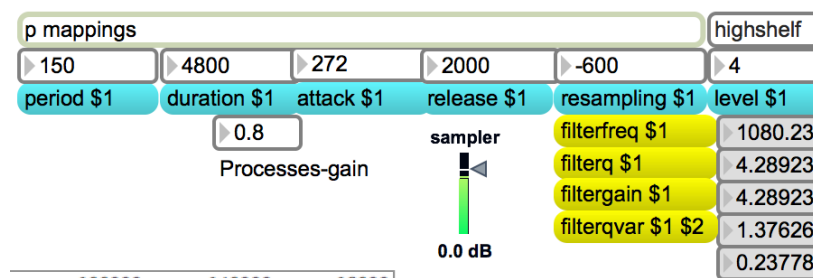 p mappings highshelf
150 4800 272 2000 -600 4
period $1 duration $1 attack $1 release $1 resampling $1 level $1
0.8 sampler filterfreq $1 1080.23
Processes-gain filterq $1 4.28923
filtergain $1 4.28923
filterqvar $1 $2 1.37626
0.0 dB 0.23778